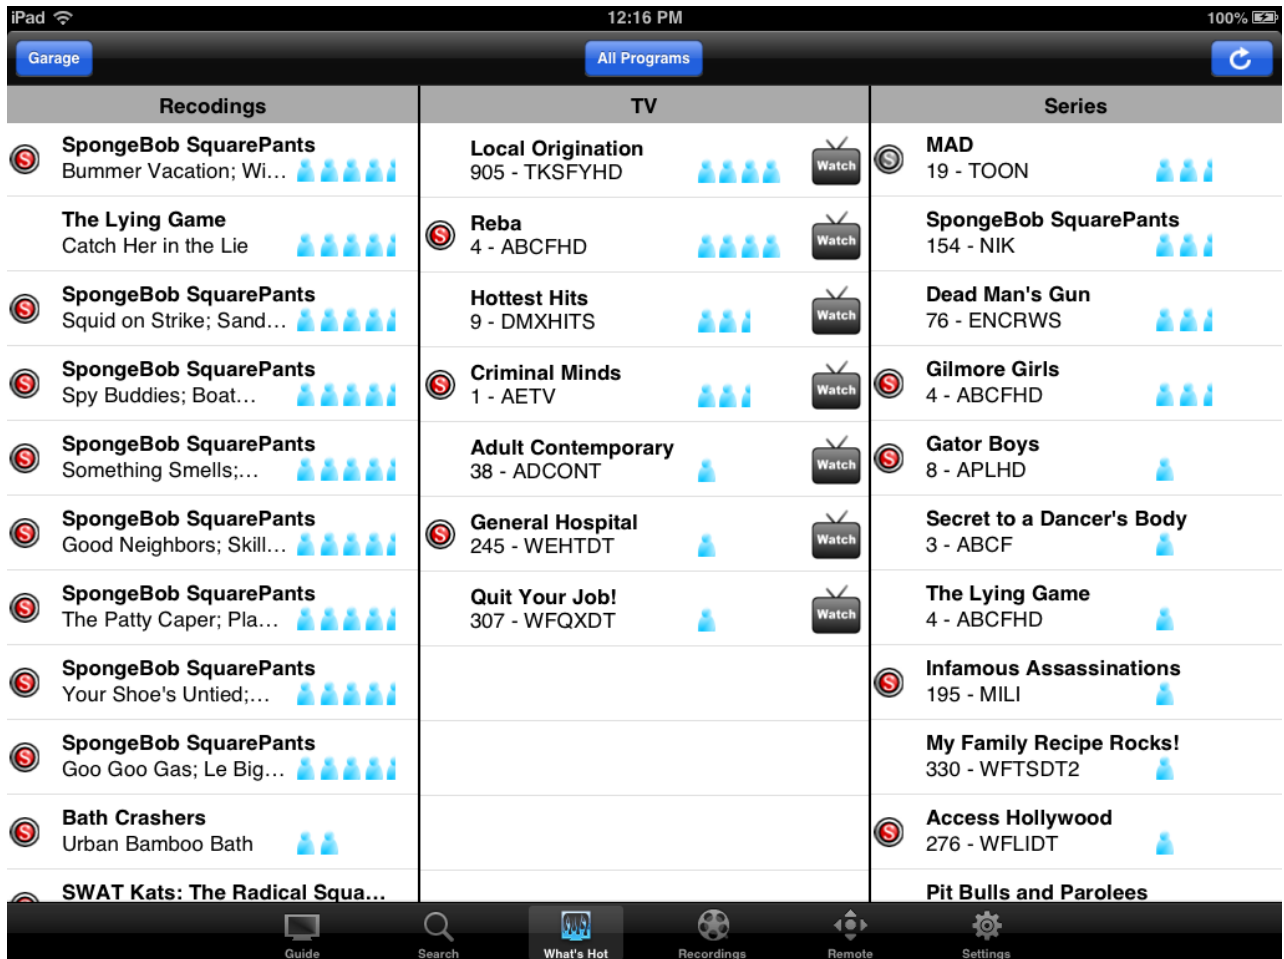 iPad 12:16 PM 100%
Garage All Programs
Recodings
SpongeBob SquarePants
Bummer Vacation; Wi...
The Lying Game
Catch Her in the Lie
SpongeBob SquarePants
Squid on Strike; Sand...
SpongeBob SquarePants
Spy Buddies; Boat...
SpongeBob SquarePants
Something Smells;...
SpongeBob SquarePants
Good Neighbors; Skill...
SpongeBob SquarePants
The Patty Caper; Pla...
SpongeBob SquarePants
Your Shoe's Untied;...
SpongeBob SquarePants
Goo Goo Gas; Le Big...
Bath Crashers
Urban Bamboo Bath
SWAT Kats: The Radical Squa...
TV
Local Origination
905 - TKSFYHD
Watch
Reba
4 - ABCFHD
Watch
Hottest Hits
9 - DMXHITS
Watch
Criminal Minds
1 - AETV
Watch
Adult Contemporary
38 - ADCONT
Watch
General Hospital
245 - WEHTDT
Watch
Quit Your Job!
307 - WFQXDT
Watch
Series
MAD
19 - TOON
SpongeBob SquarePants
154 - NIK
Dead Man's Gun
76 - ENCRWS
Gilmore Girls
4 - ABCFHD
Gator Boys
8 - APLHD
Secret to a Dancer's Body
3 - ABCF
The Lying Game
4 - ABCFHD
Infamous Assassinations
195 - MILI
My Family Recipe Rocks!
330 - WFTSDT2
Access Hollywood
276 - WFLIDT
Pit Bulls and Parolees
Guide Search What's Hot Recordings Remote Settings